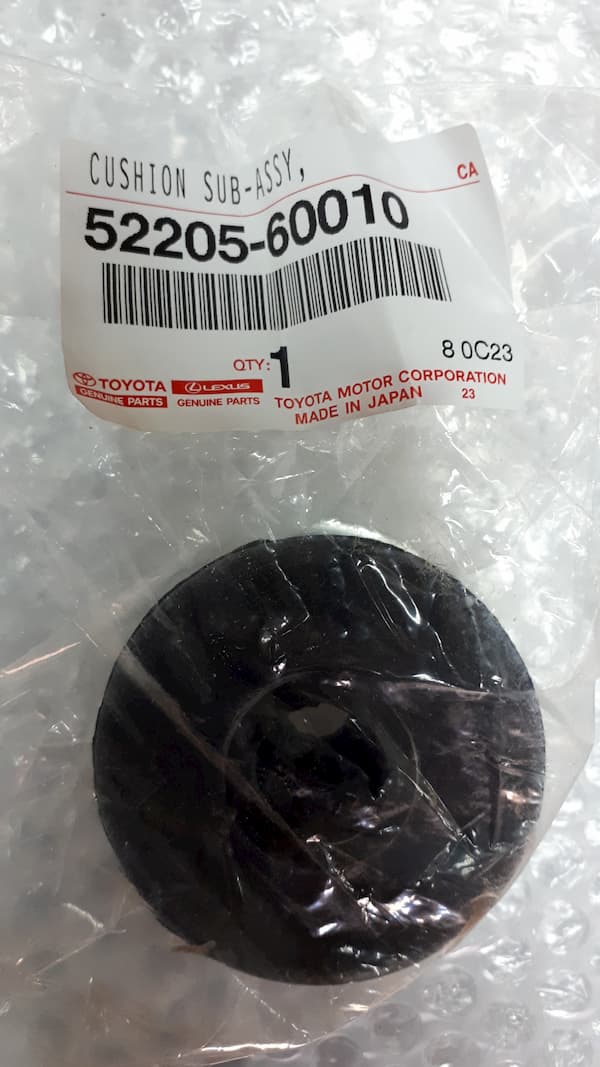 CUSHION SUB-ASSY,
CA
52205-60010
QTY: 1
8 0C23
TOYOTA
GENUINE PARTS
LEXUS
GENUINE PARTS
TOYOTA MOTOR CORPORATION
MADE IN JAPAN
23